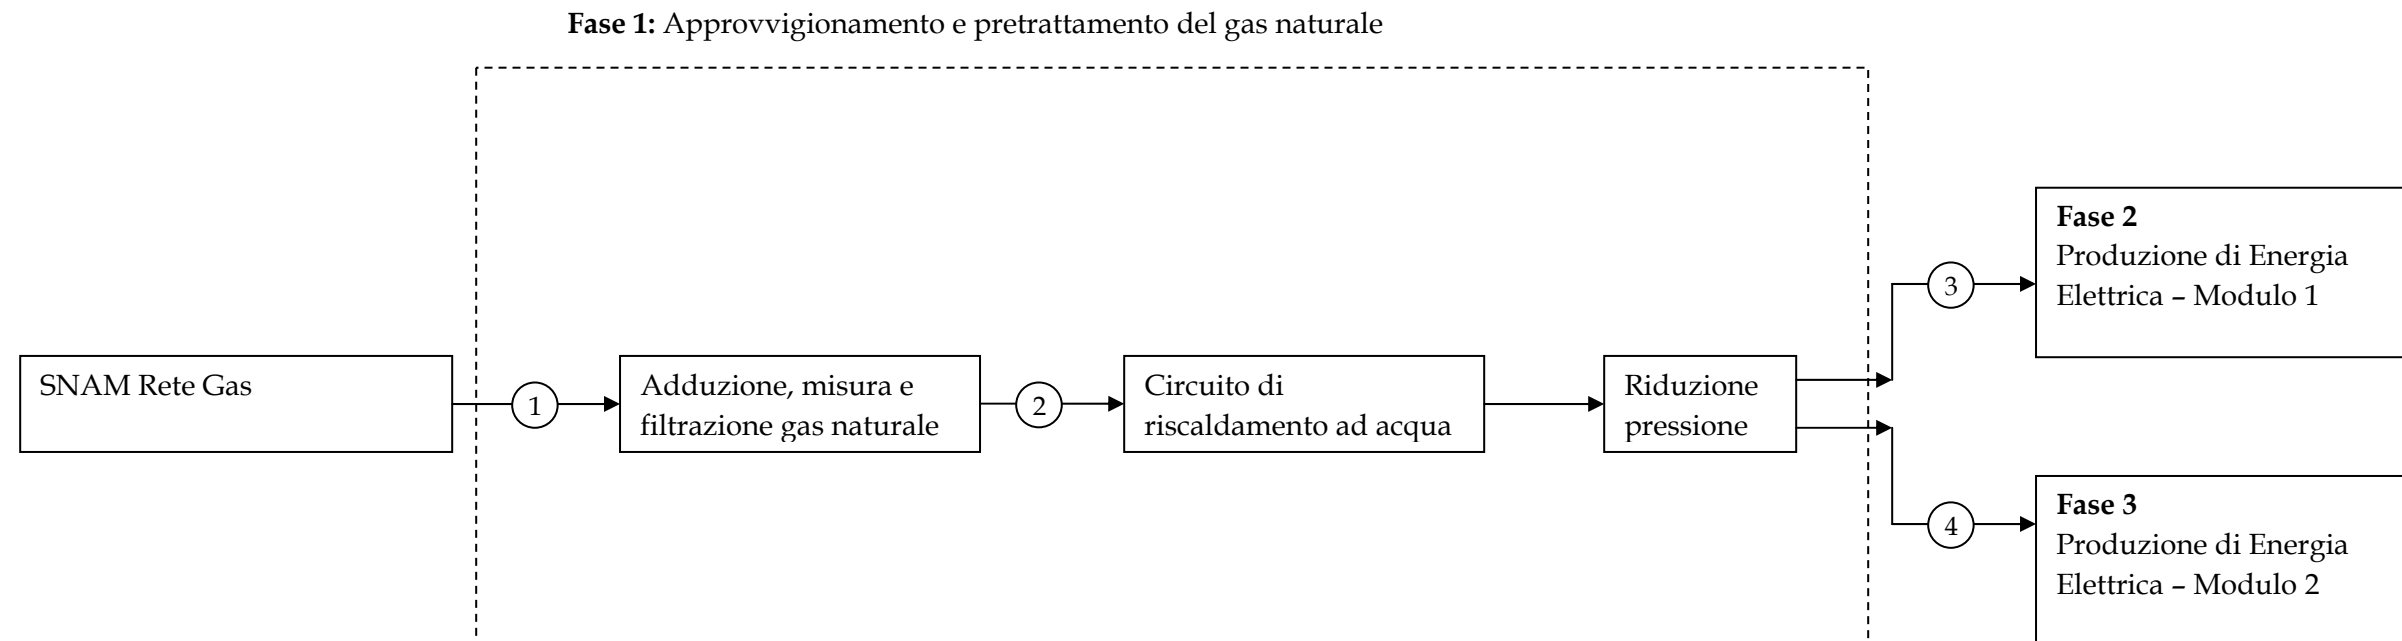 Fase 1: Approvvigionamento e pretrattamento del gas naturale
SNAM Rete Gas
1
Adduzione, misura e
filtrazione gas naturale
2
Circuito di
riscaldamento ad acqua
Riduzione
pressione
3
Fase 2
Produzione di Energia
Elettrica – Modulo 1
4
Fase 3
Produzione di Energia
Elettrica – Modulo 2